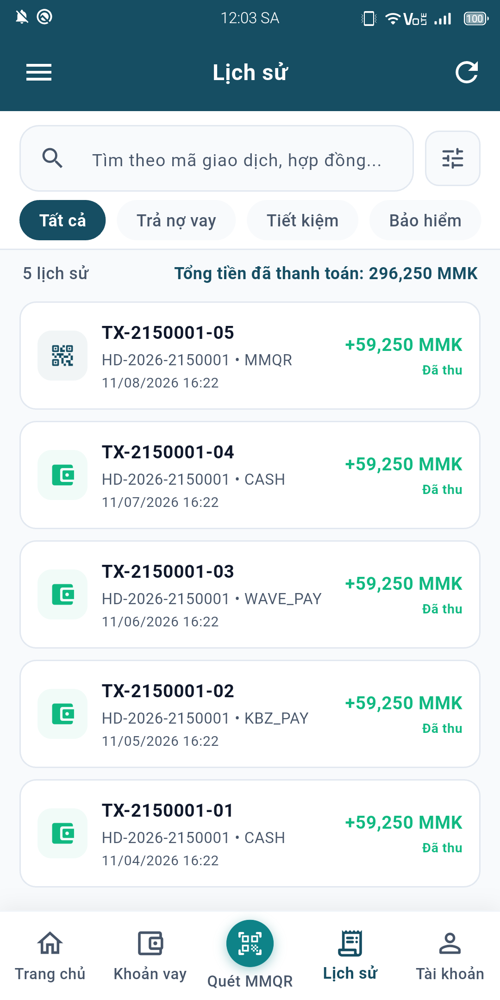 12:03 SA
VoLTE
100
Lịch sử
Tìm theo mã giao dịch, hợp đồng...
Tất cả
Trả nợ vay
Tiết kiệm
Bảo hiểm
5 lịch sử
Tổng tiền đã thanh toán: 296,250 MMK
TX-2150001-05
HD-2026-2150001 • MMQR
11/08/2026 16:22
+59,250 MMK
Đã thu
TX-2150001-04
HD-2026-2150001 • CASH
11/07/2026 16:22
+59,250 MMK
Đã thu
TX-2150001-03
HD-2026-2150001 • WAVE_PAY
11/06/2026 16:22
+59,250 MMK
Đã thu
TX-2150001-02
HD-2026-2150001 • KBZ_PAY
11/05/2026 16:22
+59,250 MMK
Đã thu
TX-2150001-01
HD-2026-2150001 • CASH
11/04/2026 16:22
+59,250 MMK
Đã thu
Trang chủ
Khoản vay
Quét MMQR
Lịch sử
Tài khoản